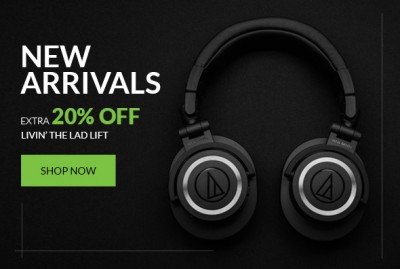 NEW
ARRIVALS
EXTRA 20% OFF
LIVIN' THE LAD LIFT
SHOP NOW